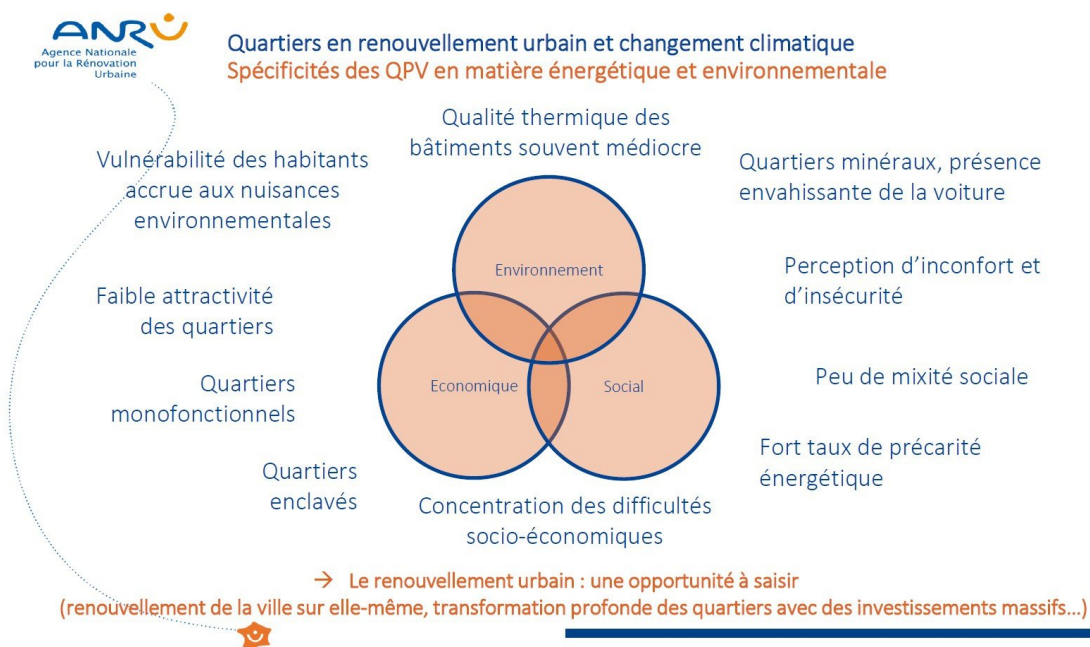 ANRU
Agence Nationale
pour la Rénovation
Urbaine
Quartiers en renouvellement urbain et changement climatique
Spécificités des QPV en matière énergétique et environnementale
Qualité thermique des
bâtiments souvent médiocre
Vulnérabilité des habitants
accrue aux nuisances
environnementales
Quartiers minéraux, présence
envahissante de la voiture
Environnement
Perception d’inconfort et
d’insécurité
Faible attractivité
des quartiers
Economique
Social
Peu de mixité sociale
Quartiers
monofonctionnels
Fort taux de précarité
énergétique
Quartiers
enclavés
Concentration des difficultés
socio-économiques
→ Le renouvellement urbain : une opportunité à saisir
(renouvellement de la ville sur elle-même, transformation profonde des quartiers avec des investissements massifs…)